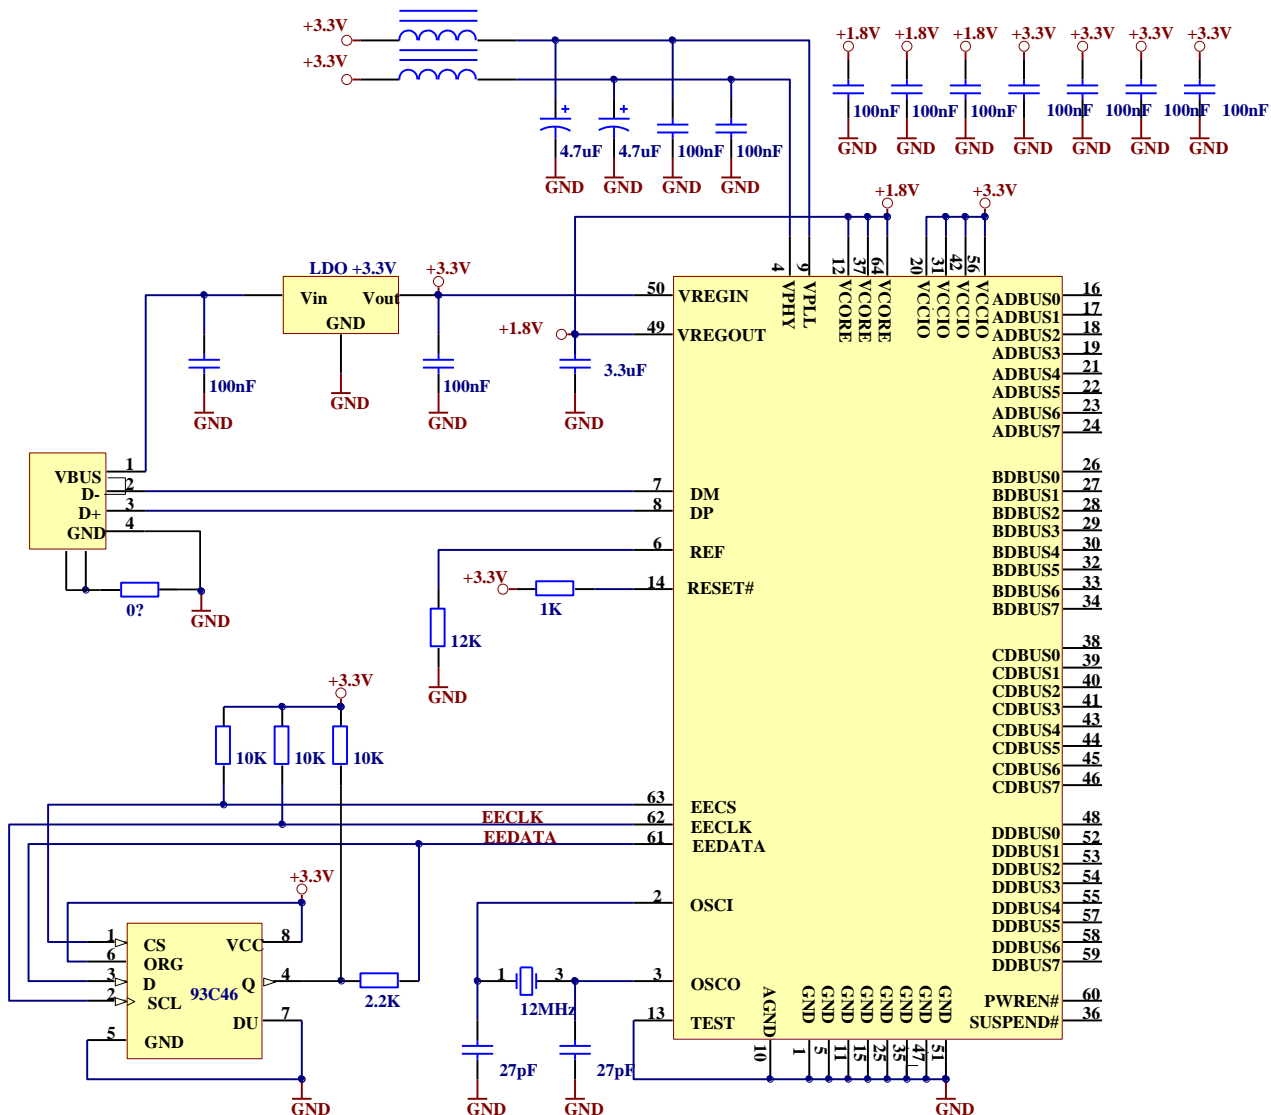 +3.3V
+3.3V
4.7uF
4.7uF
100nF
100nF
GND
GND
GND
GND
+1.8V
+1.8V
+1.8V
+3.3V
+3.3V
+3.3V
+3.3V
100nF
100nF
100nF
100nF
100nF
100nF
100nF
GND
GND
GND
GND
GND
GND
GND
+1.8V
+3.3V
4
9
12
37
64
20
31
42
56
VPHY
VPLL
VCORE
VCORE
VCORE
VCCIO
VCCIO
VCCIO
VCCIO
LDO +3.3V
Vin
Vout
GND
+3.3V
100nF
100nF
GND
GND
GND
50
VREGIN
+1.8V
49
VREGOUT
3.3uF
GND
VBUS
1
D-
2
D+
3
GND
4
0?
GND
7
DM
8
DP
6
REF
+3.3V
1K
14
RESET#
12K
GND
+3.3V
10K
10K
10K
63
EECS
EECLK
62
EECLK
EEDATA
61
EEDATA
+3.3V
1
CS
6
ORG
3
D
2
SCL
5
GND
93C46
VCC
8
Q
4
DU
7
2.2K
GND
2
OSCI
1
3
12MHz
3
OSCO
13
TEST
27pF
27pF
GND
GND
AGND
GND
GND
GND
GND
GND
GND
GND
GND
10
1
5
11
15
25
35
47
51
GND
ADBUS0
16
ADBUS1
17
ADBUS2
18
ADBUS3
19
ADBUS4
21
ADBUS5
22
ADBUS6
23
ADBUS7
24
BDBUS0
26
BDBUS1
27
BDBUS2
28
BDBUS3
29
BDBUS4
30
BDBUS5
32
BDBUS6
33
BDBUS7
34
CDBUS0
38
CDBUS1
39
CDBUS2
40
CDBUS3
41
CDBUS4
43
CDBUS5
44
CDBUS6
45
CDBUS7
46
DDBUS0
48
DDBUS1
52
DDBUS2
53
DDBUS3
54
DDBUS4
55
DDBUS5
57
DDBUS6
58
DDBUS7
59
PWREN#
60
SUSPEND#
36